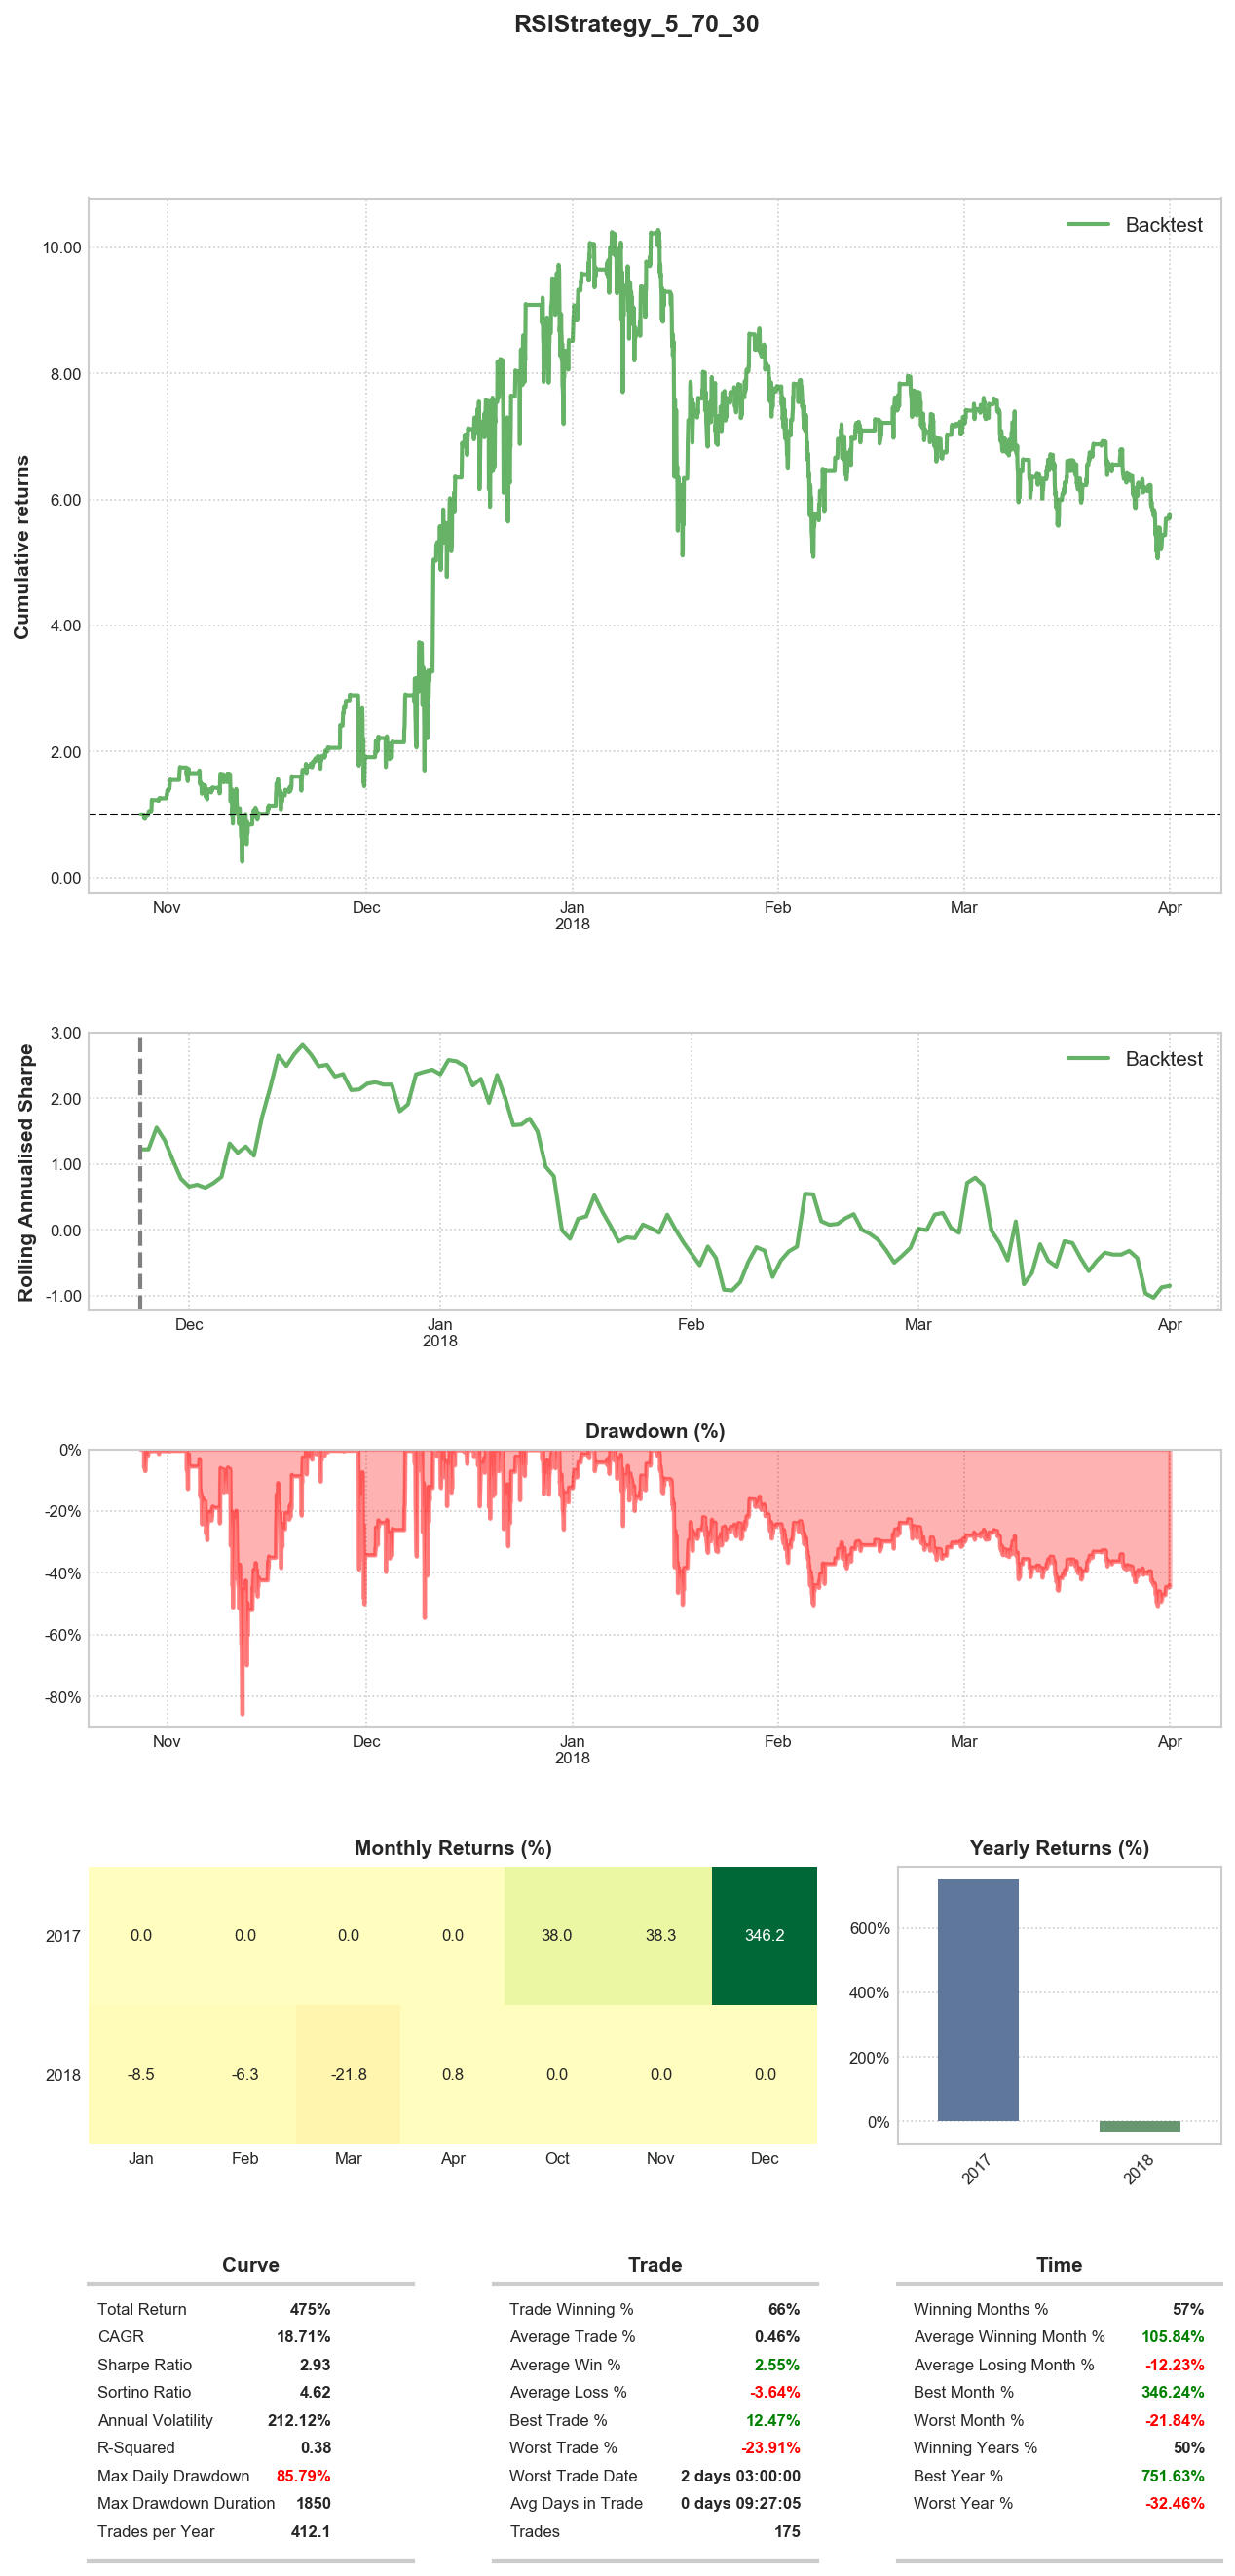 RSIStrategy_5_70_30
Backtest
Cumulative returns
10.00
8.00
6.00
4.00
2.00
0.00
Nov Dec Jan Feb Mar Apr
2018
Backtest
Rolling Annualised Sharpe
3.00
2.00
1.00
0.00
-1.00
Dec Jan Feb Mar Apr
2018
Drawdown (%)
0%
-20%
-40%
-60%
-80%
Nov Dec Jan Feb Mar Apr
2018
Monthly Returns (%)
2017 0.0 0.0 0.0 0.0 38.0 38.3 346.2
2018 -8.5 -6.3 -21.8 0.8 0.0 0.0 0.0
Jan Feb Mar Apr Oct Nov Dec
Yearly Returns (%)
600%
400%
200%
0%
2017 2018
Curve
Total Return 475%
CAGR 18.71%
Sharpe Ratio 2.93
Sortino Ratio 4.62
Annual Volatility 212.12%
R-Squared 0.38
Max Daily Drawdown 85.79%
Max Drawdown Duration 1850
Trades per Year 412.1
Trade
Trade Winning % 66%
Average Trade % 0.46%
Average Win % 2.55%
Average Loss % -3.64%
Best Trade % 12.47%
Worst Trade % -23.91%
Worst Trade Date 2 days 03:00:00
Avg Days in Trade 0 days 09:27:05
Trades 175
Time
Winning Months % 57%
Average Winning Month % 105.84%
Average Losing Month % -12.23%
Best Month % 346.24%
Worst Month % -21.84%
Winning Years % 50%
Best Year % 751.63%
Worst Year % -32.46%